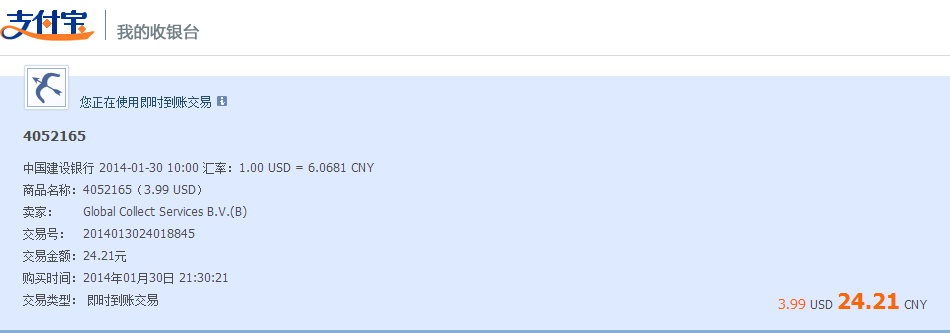 支付宝 我的收银台
您正在使用即时到账交易
4052165
中国建设银行 2014-01-30 10:00 汇率：1.00 USD = 6.0681 CNY
商品名称：4052165（3.99 USD）
卖家： Global Collect Services B.V.(B)
交易号： 2014013024018845
交易金额：24.21元
购买时间：2014年01月30日 21:30:21
交易类型： 即时到账交易
3.99 USD 24.21 CNY